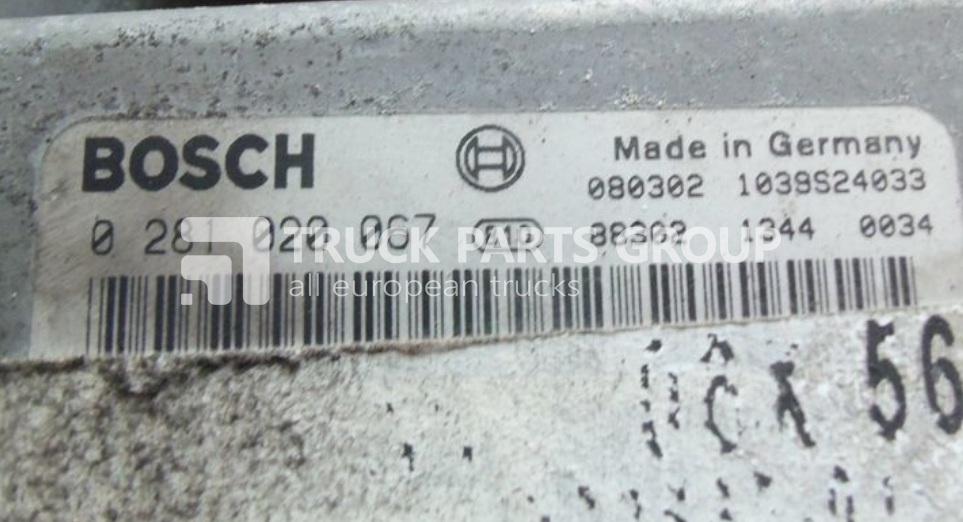 BOSCH
Made in Germany
080302 1039S24033
0 281 020 067 88362 1344 0034
TRUCK PARTS GROUP
all european trucks
56